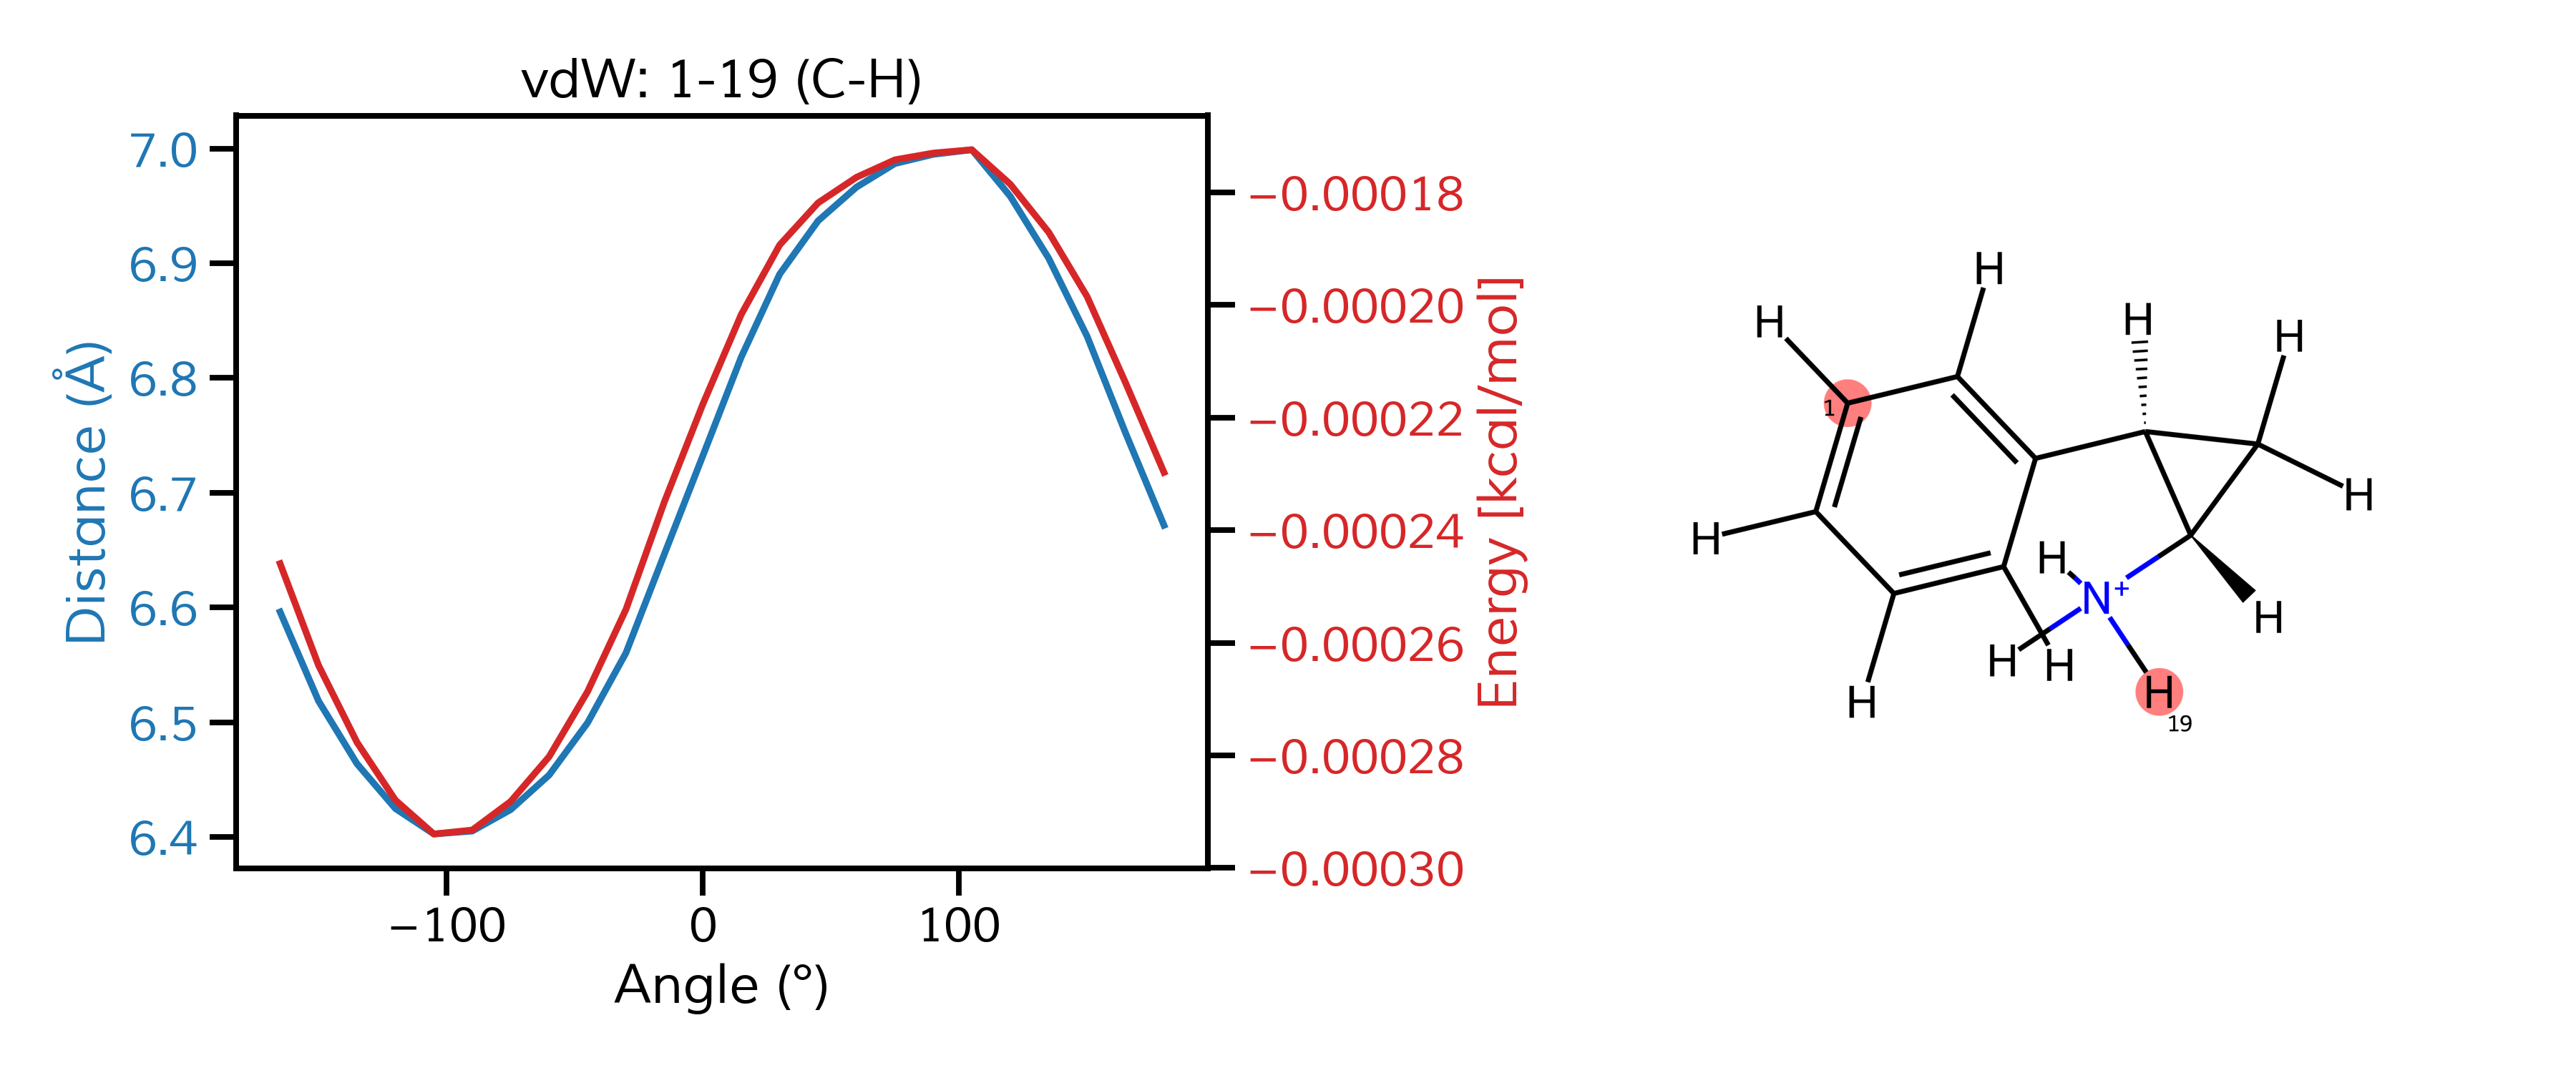 vdW: 1-19 (C-H)
7.0
6.9
6.8
6.7
6.6
6.5
6.4
Distance (Å)
−0.00018
−0.00020
−0.00022
−0.00024
−0.00026
−0.00028
−0.00030
Energy [kcal/mol]
−100 0 100
Angle (°)
H
H
H
H
H
1
H
H
H
N+
H
H
H
H
H
19